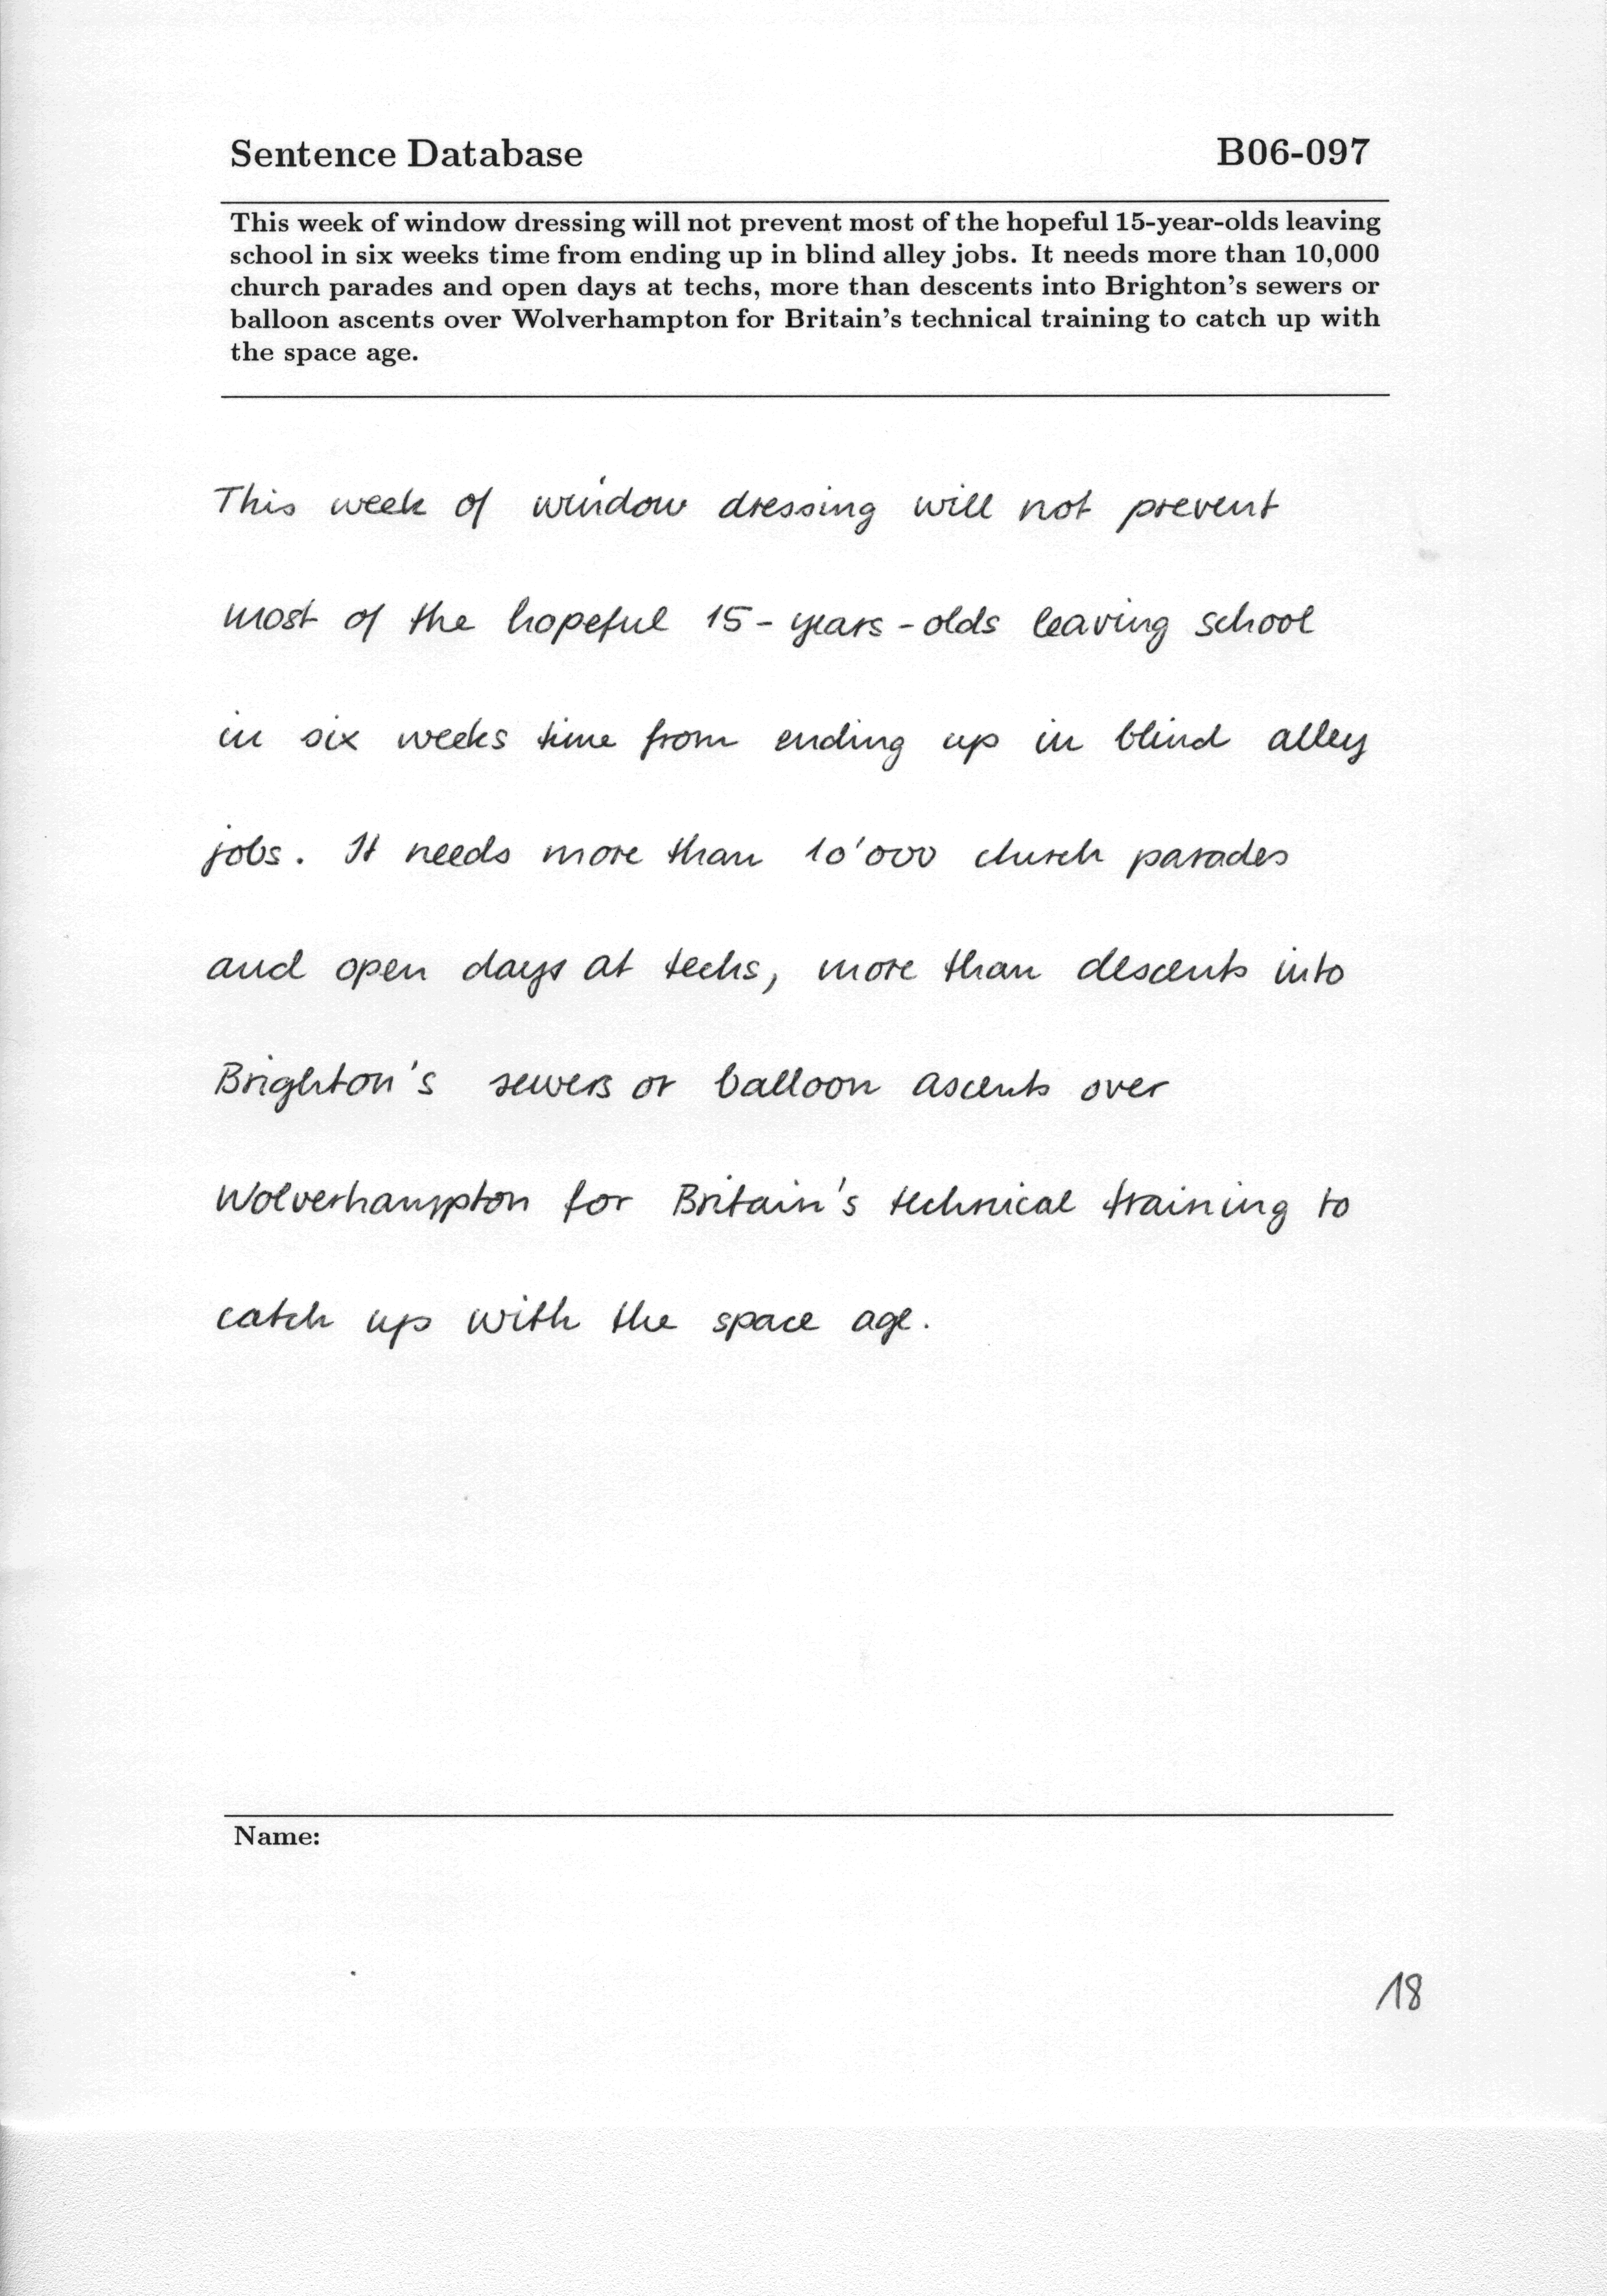 Sentence Database B06-097
This week of window dressing will not prevent most of the hopeful 15-year-olds leaving
school in six weeks time from ending up in blind alley jobs. It needs more than 10,000
church parades and open days at techs, more than descents into Brighton's sewers or
balloon ascents over Wolverhampton for Britain's technical training to catch up with
the space age.
This week of window dressing will not prevent
most of the hopeful 15-years-olds leaving school
in six weeks time from ending up in blind alley
jobs. It needs more than 10'000 church parades
and open days at techs, more than descents into
Brighton's sewers or balloon ascents over
Wolverhampton for Britain's technical training to
catch up with the space age.
Name:
18